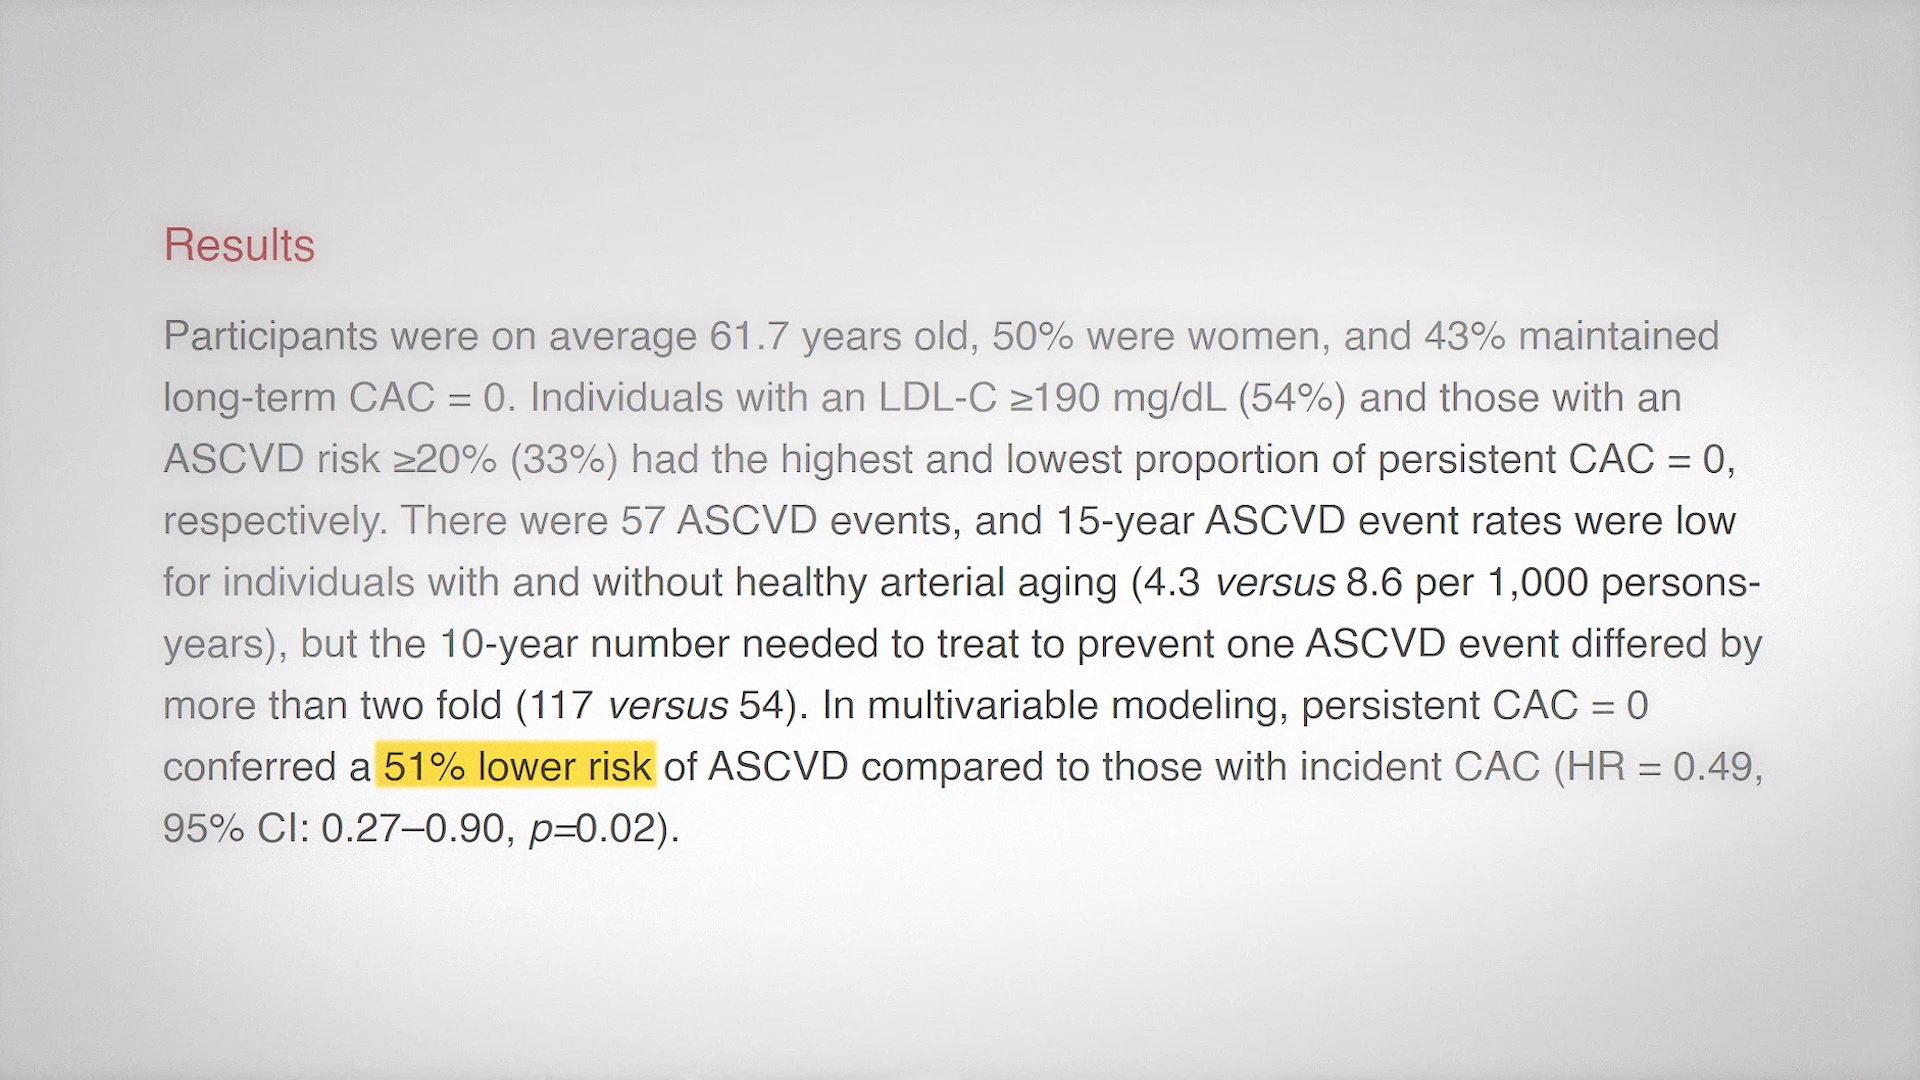 Results
Participants were on average 61.7 years old, 50% were women, and 43% maintained
long-term CAC = 0. Individuals with an LDL-C ≥190 mg/dL (54%) and those with an
ASCVD risk ≥20% (33%) had the highest and lowest proportion of persistent CAC = 0,
respectively. There were 57 ASCVD events, and 15-year ASCVD event rates were low
for individuals with and without healthy arterial aging (4.3 versus 8.6 per 1,000 persons-
years), but the 10-year number needed to treat to prevent one ASCVD event differed by
more than two fold (117 versus 54). In multivariable modeling, persistent CAC = 0
conferred a 51% lower risk of ASCVD compared to those with incident CAC (HR = 0.49,
95% CI: 0.27–0.90, p=0.02).